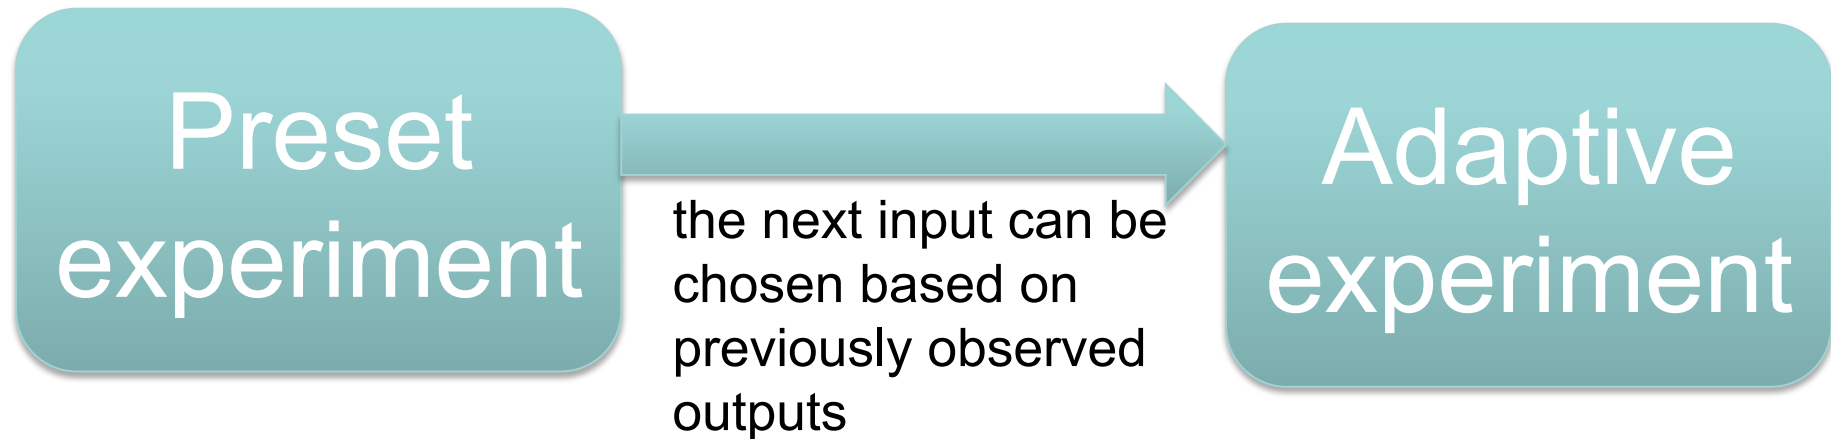 Preset
experiment
the next input can be
chosen based on
previously observed
outputs
Adaptive
experiment